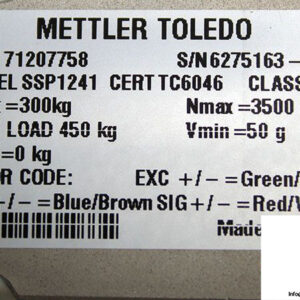 METTLER TOLEDO
71207758 S/N 6275163 –
EL SSP1241 CERT TC6046 CLASS
=300kg Nmax=3500
LOAD 450 kg Vmin=50 g
=0 kg
R CODE: EXC +/–=Green/
/–=Blue/Brown SIG +/–=Red/
Made